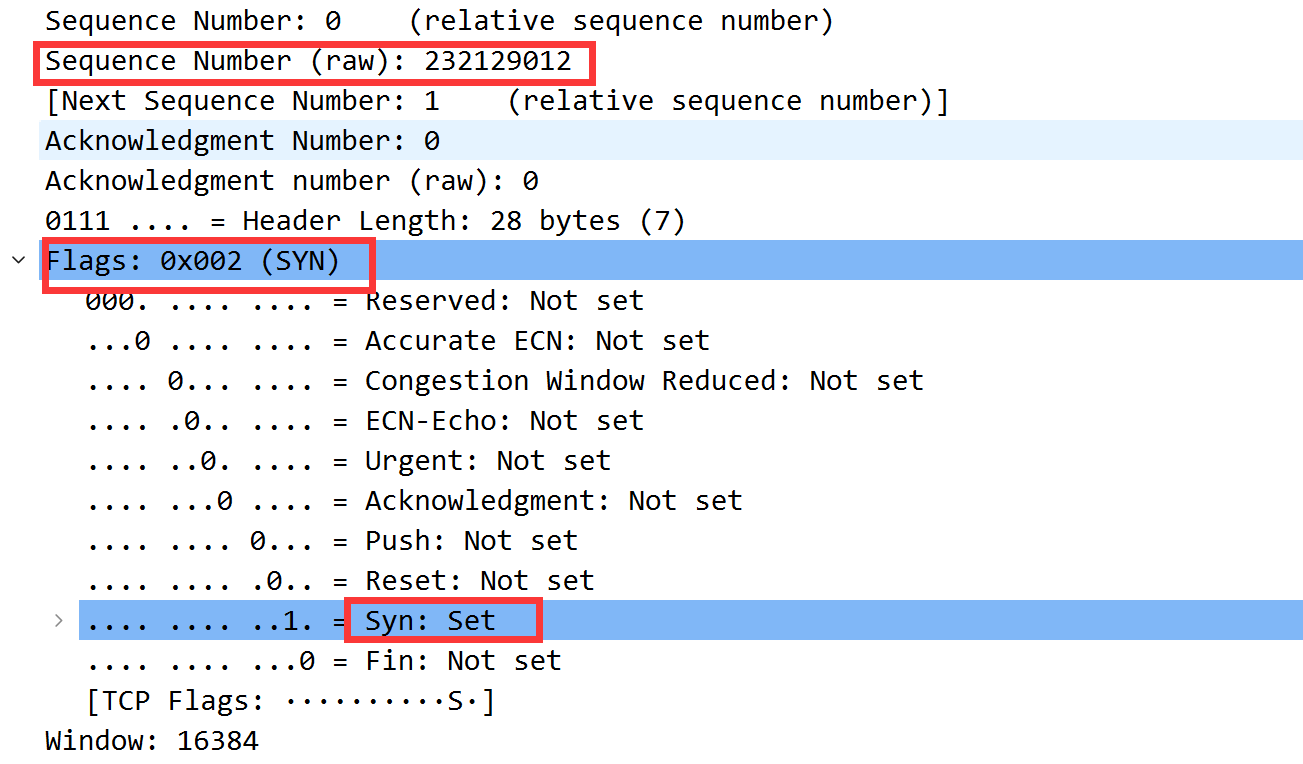 Sequence Number: 0    (relative sequence number)
Sequence Number (raw): 232129012
[Next Sequence Number: 1    (relative sequence number)]
Acknowledgment Number: 0
Acknowledgment number (raw): 0
0111 .... = Header Length: 28 bytes (7)
Flags: 0x002 (SYN)
000. .... .... = Reserved: Not set
...0 .... .... = Accurate ECN: Not set
.... 0... .... = Congestion Window Reduced: Not set
.... .0.. .... = ECN-Echo: Not set
.... ..0. .... = Urgent: Not set
.... ...0 .... = Acknowledgment: Not set
.... .... 0... = Push: Not set
.... .... .0.. = Reset: Not set
.... .... ..1. = Syn: Set
.... .... ...0 = Fin: Not set
[TCP Flags: ··········S·]
Window: 16384